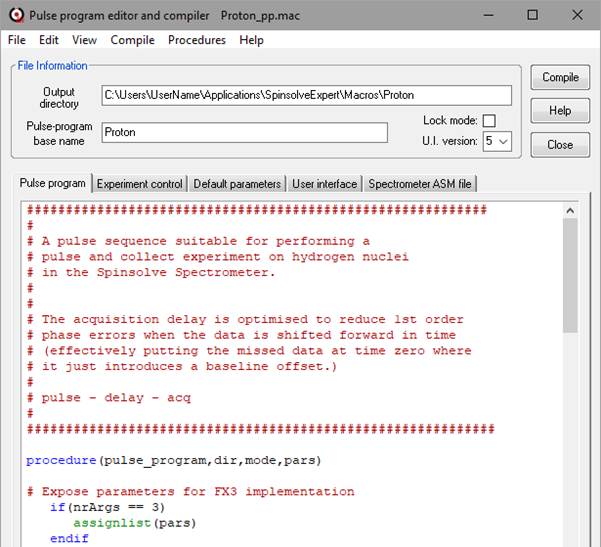 Pulse program editor and compiler   Proton_pp.mac
File Edit View Compile Procedures Help
File Information
Output directory
C:\Users\UserName\Applications\SpinsolveExpert\Macros\Proton
Compile
Help
Pulse-program base name
Proton
Lock mode:
U.I. version: 5
Close
Pulse program Experiment control Default parameters User interface Spectrometer ASM file
###########################################################
#
# A pulse sequence suitable for performing a
# pulse and collect experiment on hydrogen nuclei
# in the Spinsolve Spectrometer.
#
#
# The acquisition delay is optimised to reduce 1st order
# phase errors when the data is shifted forward in time
# (effectively putting the missed data at time zero where
# it just introduces a baseline offset.)
#
# pulse - delay - acq
#
############################################################
procedure(pulse_program,dir,mode,pars)
# Expose parameters for FX3 implementation
   if(nrArgs == 3)
      assignlist(pars)
   endif